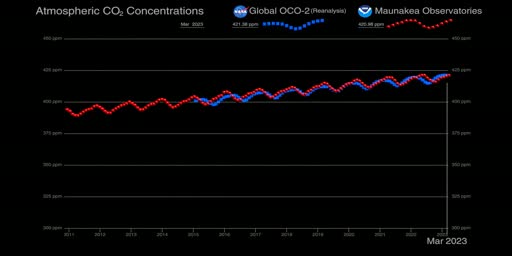 Atmospheric CO₂ Concentrations
NASA Global OCO-2 (Reanalysis)
Maunakea Observatories
Mar 2023
421.36 ppm
420.98 ppm
450 ppm 450 ppm
425 ppm 425 ppm
400 ppm 400 ppm
375 ppm 375 ppm
350 ppm 350 ppm
325 ppm 325 ppm
300 ppm 300 ppm
2011 2012 2013 2014 2015 2016 2017 2018 2019 2020 2021 2022 2023
Mar 2023